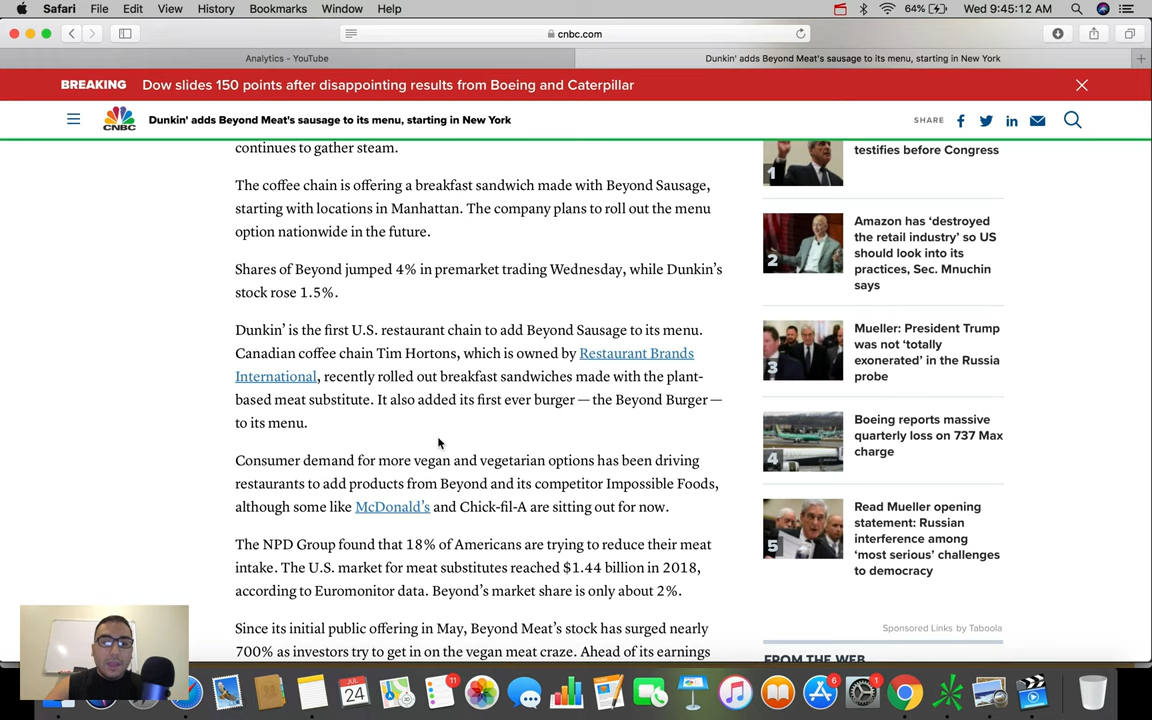 Safari File Edit View History Bookmarks Window Help 64% Wed 9:45:12 AM
cnbc.com
Analytics - YouTube
Dunkin' adds Beyond Meat's sausage to its menu, starting in New York
BREAKING Dow slides 150 points after disappointing results from Boeing and Caterpillar
CNBC
Dunkin' adds Beyond Meat's sausage to its menu, starting in New York
SHARE
continues to gather steam.
The coffee chain is offering a breakfast sandwich made with Beyond Sausage,
starting with locations in Manhattan. The company plans to roll out the menu
option nationwide in the future.
Shares of Beyond jumped 4% in premarket trading Wednesday, while Dunkin’s
stock rose 1.5%.
Dunkin’ is the first U.S. restaurant chain to add Beyond Sausage to its menu.
Canadian coffee chain Tim Hortons, which is owned by Restaurant Brands
International, recently rolled out breakfast sandwiches made with the plant-
based meat substitute. It also added its first ever burger — the Beyond Burger —
to its menu.
Consumer demand for more vegan and vegetarian options has been driving
restaurants to add products from Beyond and its competitor Impossible Foods,
although some like McDonald’s and Chick-fil-A are sitting out for now.
The NPD Group found that 18% of Americans are trying to reduce their meat
intake. The U.S. market for meat substitutes reached $1.44 billion in 2018,
according to Euromonitor data. Beyond’s market share is only about 2%.
Since its initial public offering in May, Beyond Meat’s stock has surged nearly
700% as investors try to get in on the vegan meat craze. Ahead of its earnings
1
testifies before Congress
2
Amazon has ‘destroyed
the retail industry’ so US
should look into its
practices, Sec. Mnuchin
says
3
Mueller: President Trump
was not ‘totally
exonerated’ in the Russia
probe
4
Boeing reports massive
quarterly loss on 737 Max
charge
5
Read Mueller opening
statement: Russian
interference among
‘most serious’ challenges
to democracy
Sponsored Links by Taboola
FROM THE WEB
JUL
24
11
6
1